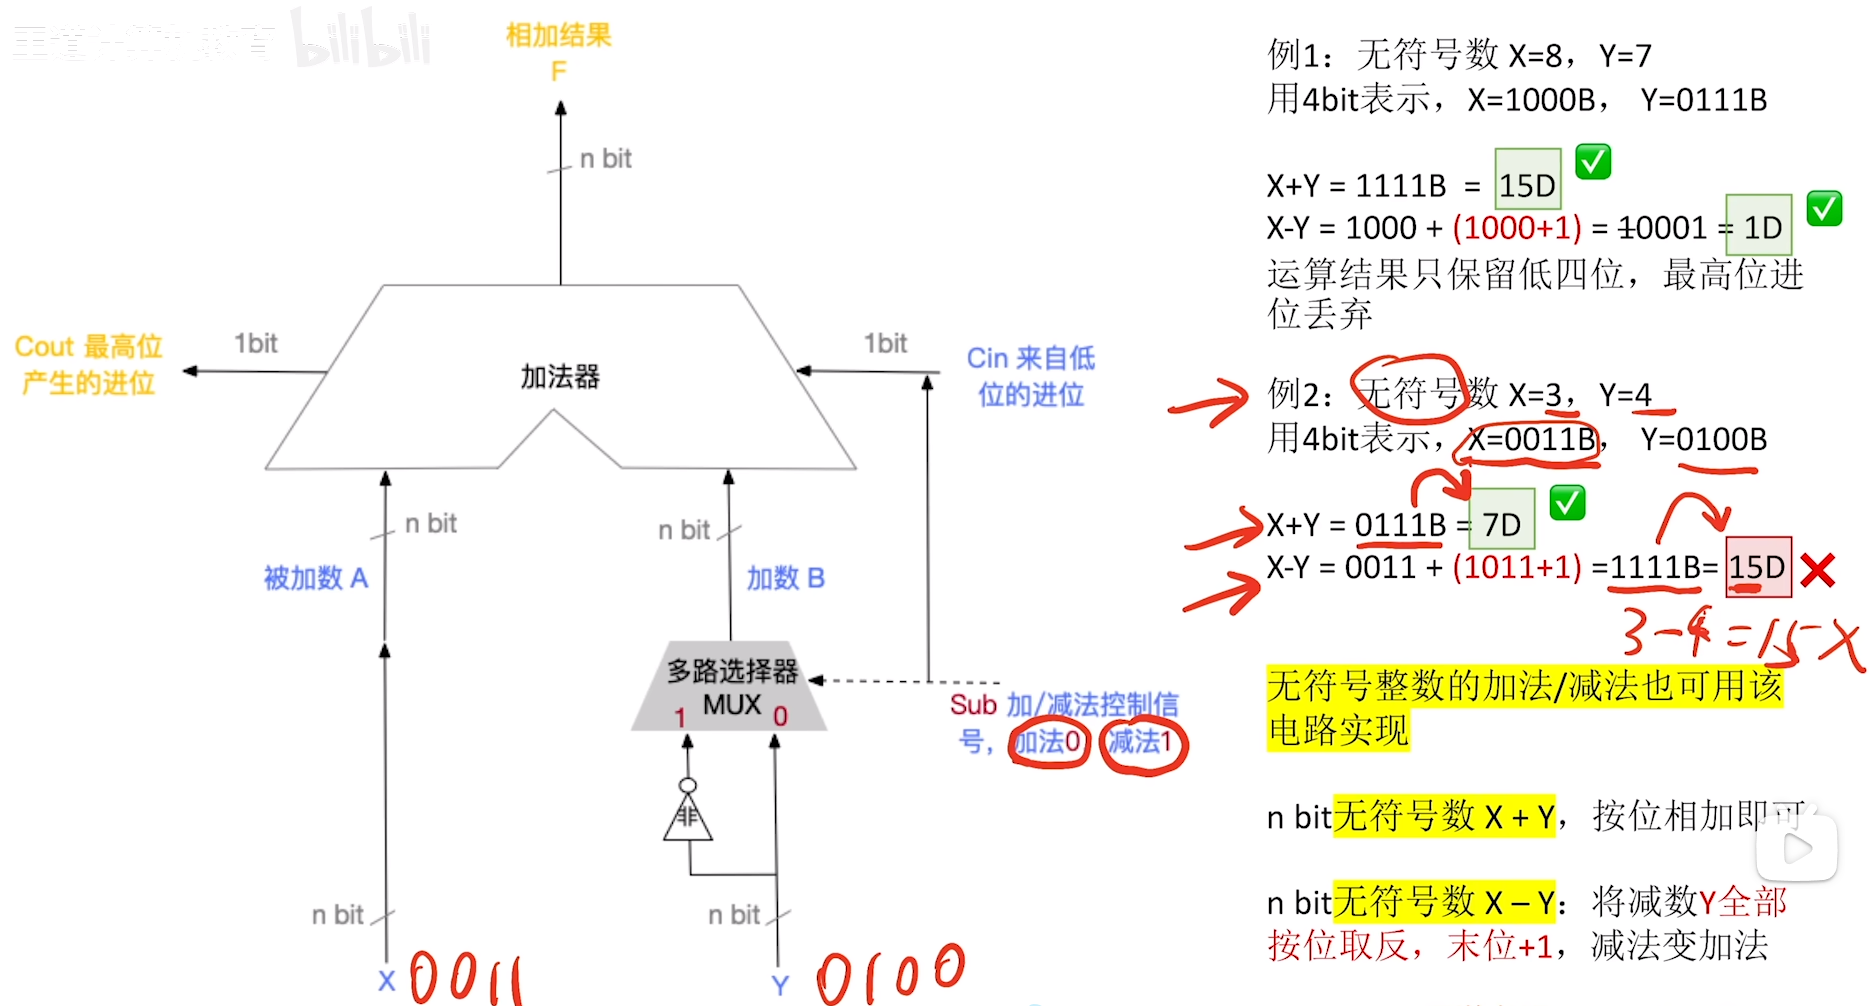 bilibili
相加结果
F
n bit
Cout 最高位
产生的进位
1bit
加法器
1bit
Cin 来自低
位的进位
n bit
被加数 A
n bit
加数 B
多路选择器
MUX
1 0
Sub 加/减法控制信
号，加法0 减法1
非
n bit
n bit
X 0011
Y 0100
例1：无符号数 X=8，Y=7
用4bit表示，X=1000B， Y=0111B
X+Y = 1111B = 15D
X-Y = 1000 + (1000+1) = 10001 = 1D
运算结果只保留低四位，最高位进
位丢弃
例2：无符号数 X=3，Y=4
用4bit表示，X=0011B， Y=0100B
X+Y = 0111B = 7D
X-Y = 0011 + (1011+1) =1111B= 15D
3-4=15 X
无符号整数的加法/减法也可用该
电路实现
n bit无符号数 X + Y，按位相加即可
n bit无符号数 X – Y：将减数Y全部
按位取反，末位+1，减法变加法